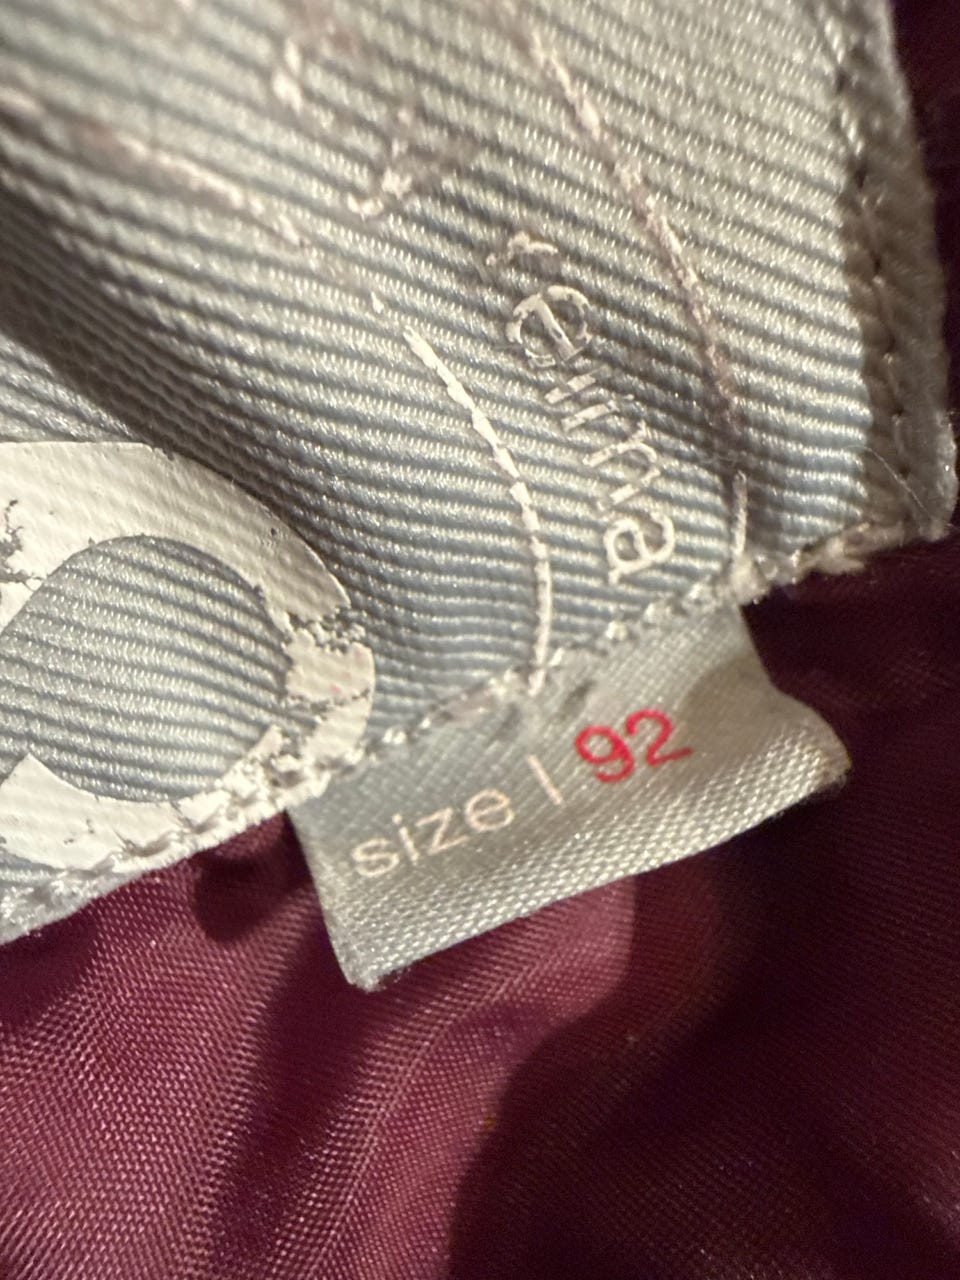 reima
size | 92